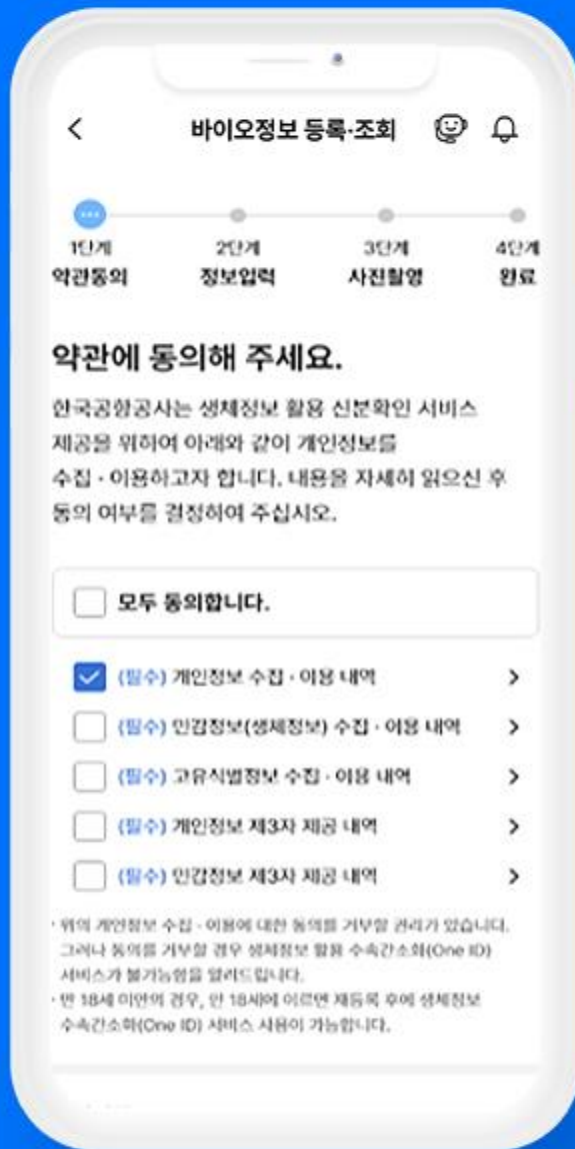 바이오정보 등록·조회
1단계 2단계 3단계 4단계
약관동의 정보입력 사진촬영 완료
약관에 동의해 주세요.
한국공항공사는 생체정보 활용 신분확인 서비스
제공을 위하여 아래와 같이 개인정보를
수집·이용하고자 합니다. 내용을 자세히 읽으신 후
동의 여부를 결정하여 주십시오.
모두 동의합니다.
(필수) 개인정보 수집·이용 내역
(필수) 민감정보(생체정보) 수집·이용 내역
(필수) 고유식별정보 수집·이용 내역
(필수) 개인정보 제3자 제공 내역
(필수) 민감정보 제3자 제공 내역
· 위의 개인정보 수집·이용에 대한 동의를 거부할 권리가 있습니다.
그러나 동의를 거부할 경우 생체정보 활용 수속간소화(One ID)
서비스가 불가능함을 알려드립니다.
· 만 18세 미만의 경우, 만 18세에 이르면 재등록 후에 생체정보
수속간소화(One ID) 서비스 사용이 가능합니다.